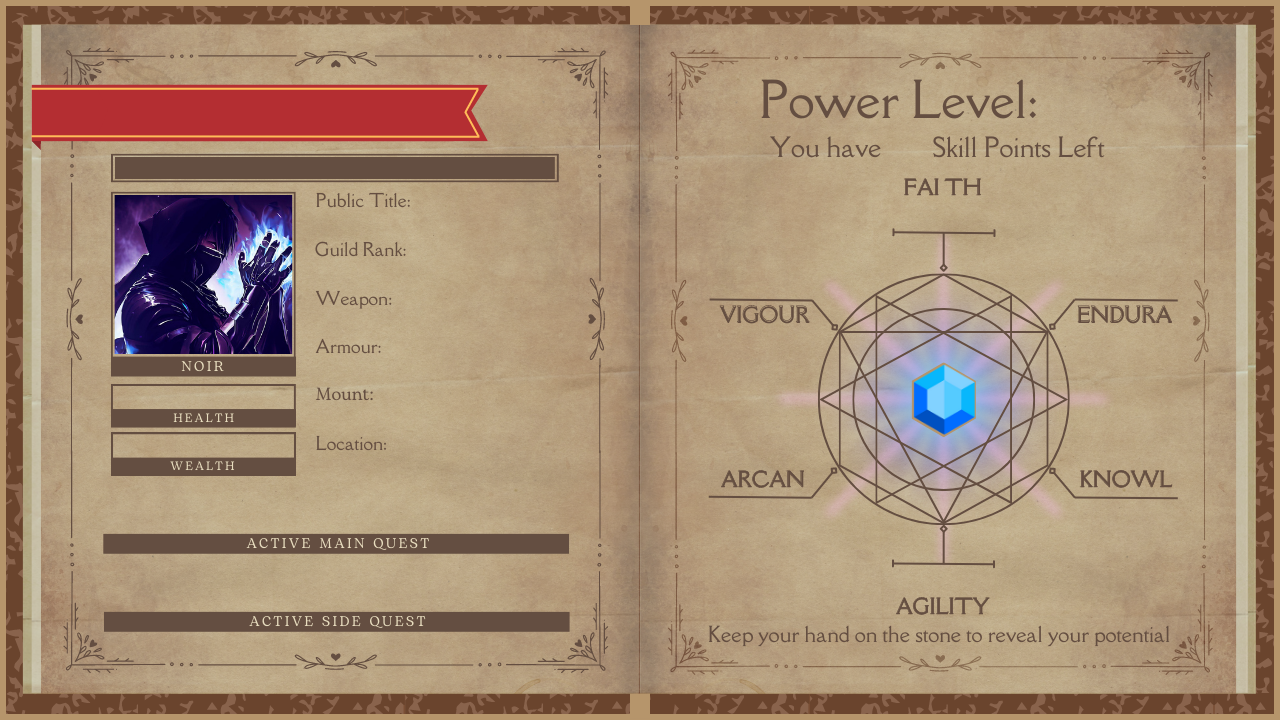 Public Title:
Guild Rank:
Weapon:
Armour:
Mount:
Location:
NOIR
HEALTH
WEALTH
ACTIVE MAIN QUEST
ACTIVE SIDE QUEST
Power Level:
You have Skill Points Left
FAI TH
VIGOUR
ENDURA
ARCAN
KNOWL
AGILITY
Keep your hand on the stone to reveal your potential